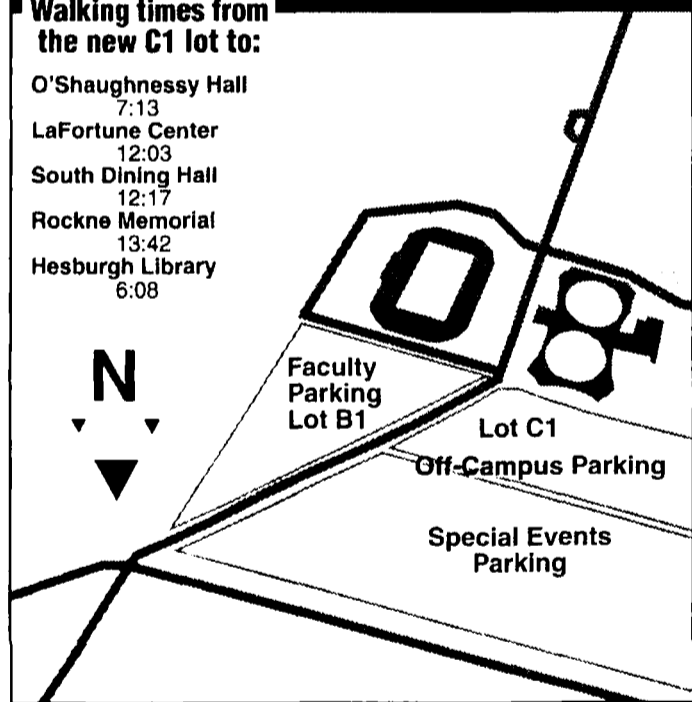 Walking times from
the new C1 lot to:
O'Shaughnessy Hall
7:13
LaFortune Center
12:03
South Dining Hall
12:17
Rockne Memorial
13:42
Hesburgh Library
6:08
N
Faculty
Parking
Lot B1
Lot C1
Off-Campus Parking
Special Events
Parking